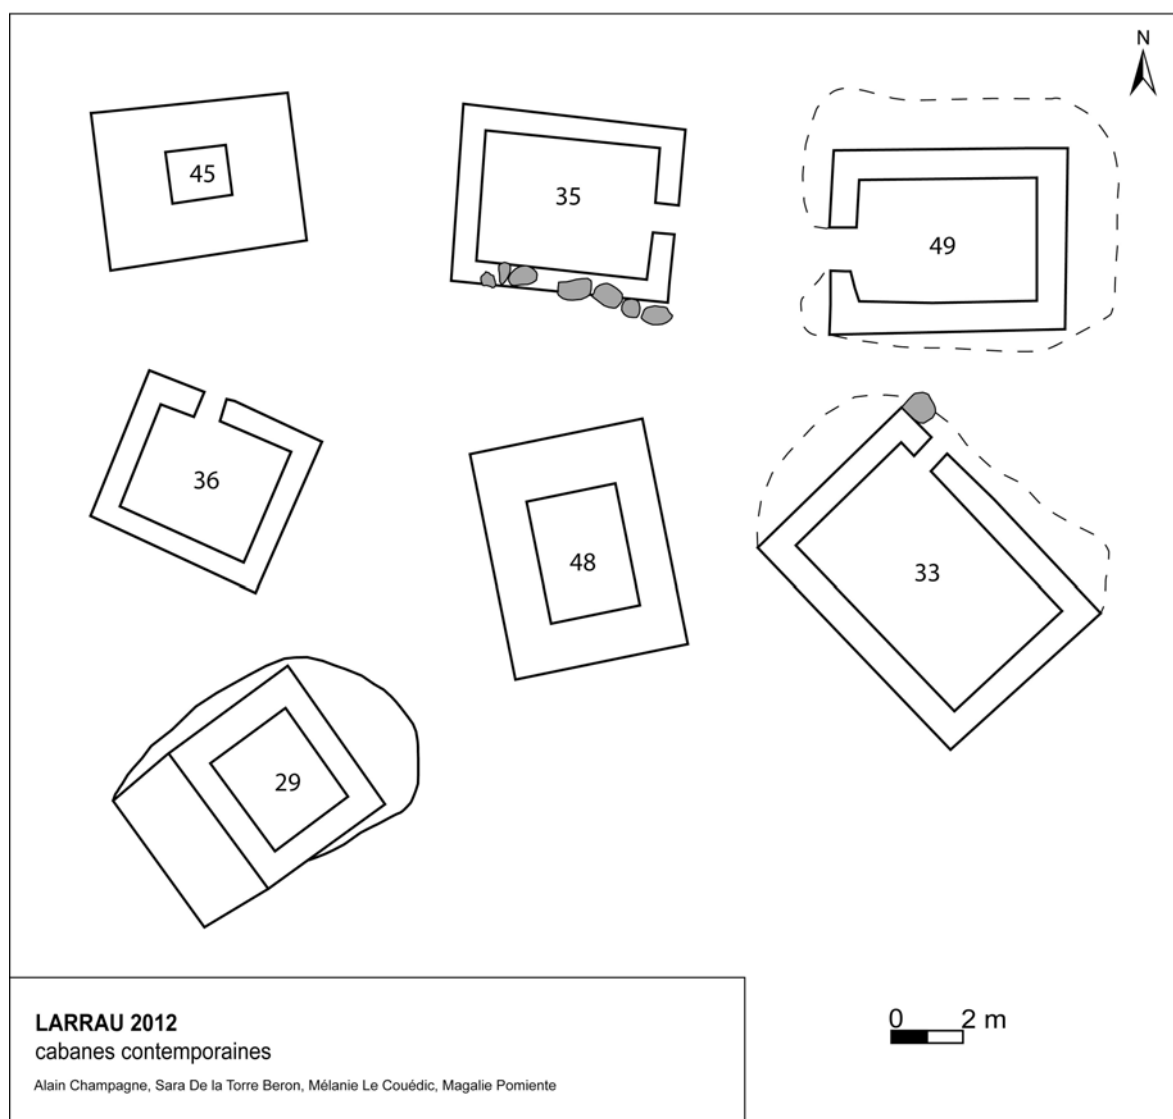 N
45
35
49
36
48
33
29
LARRAU 2012
cabanes contemporaines
Alain Champagne, Sara De la Torre Beron, Mélanie Le Couédic, Magalie Pomiente
0 2 m